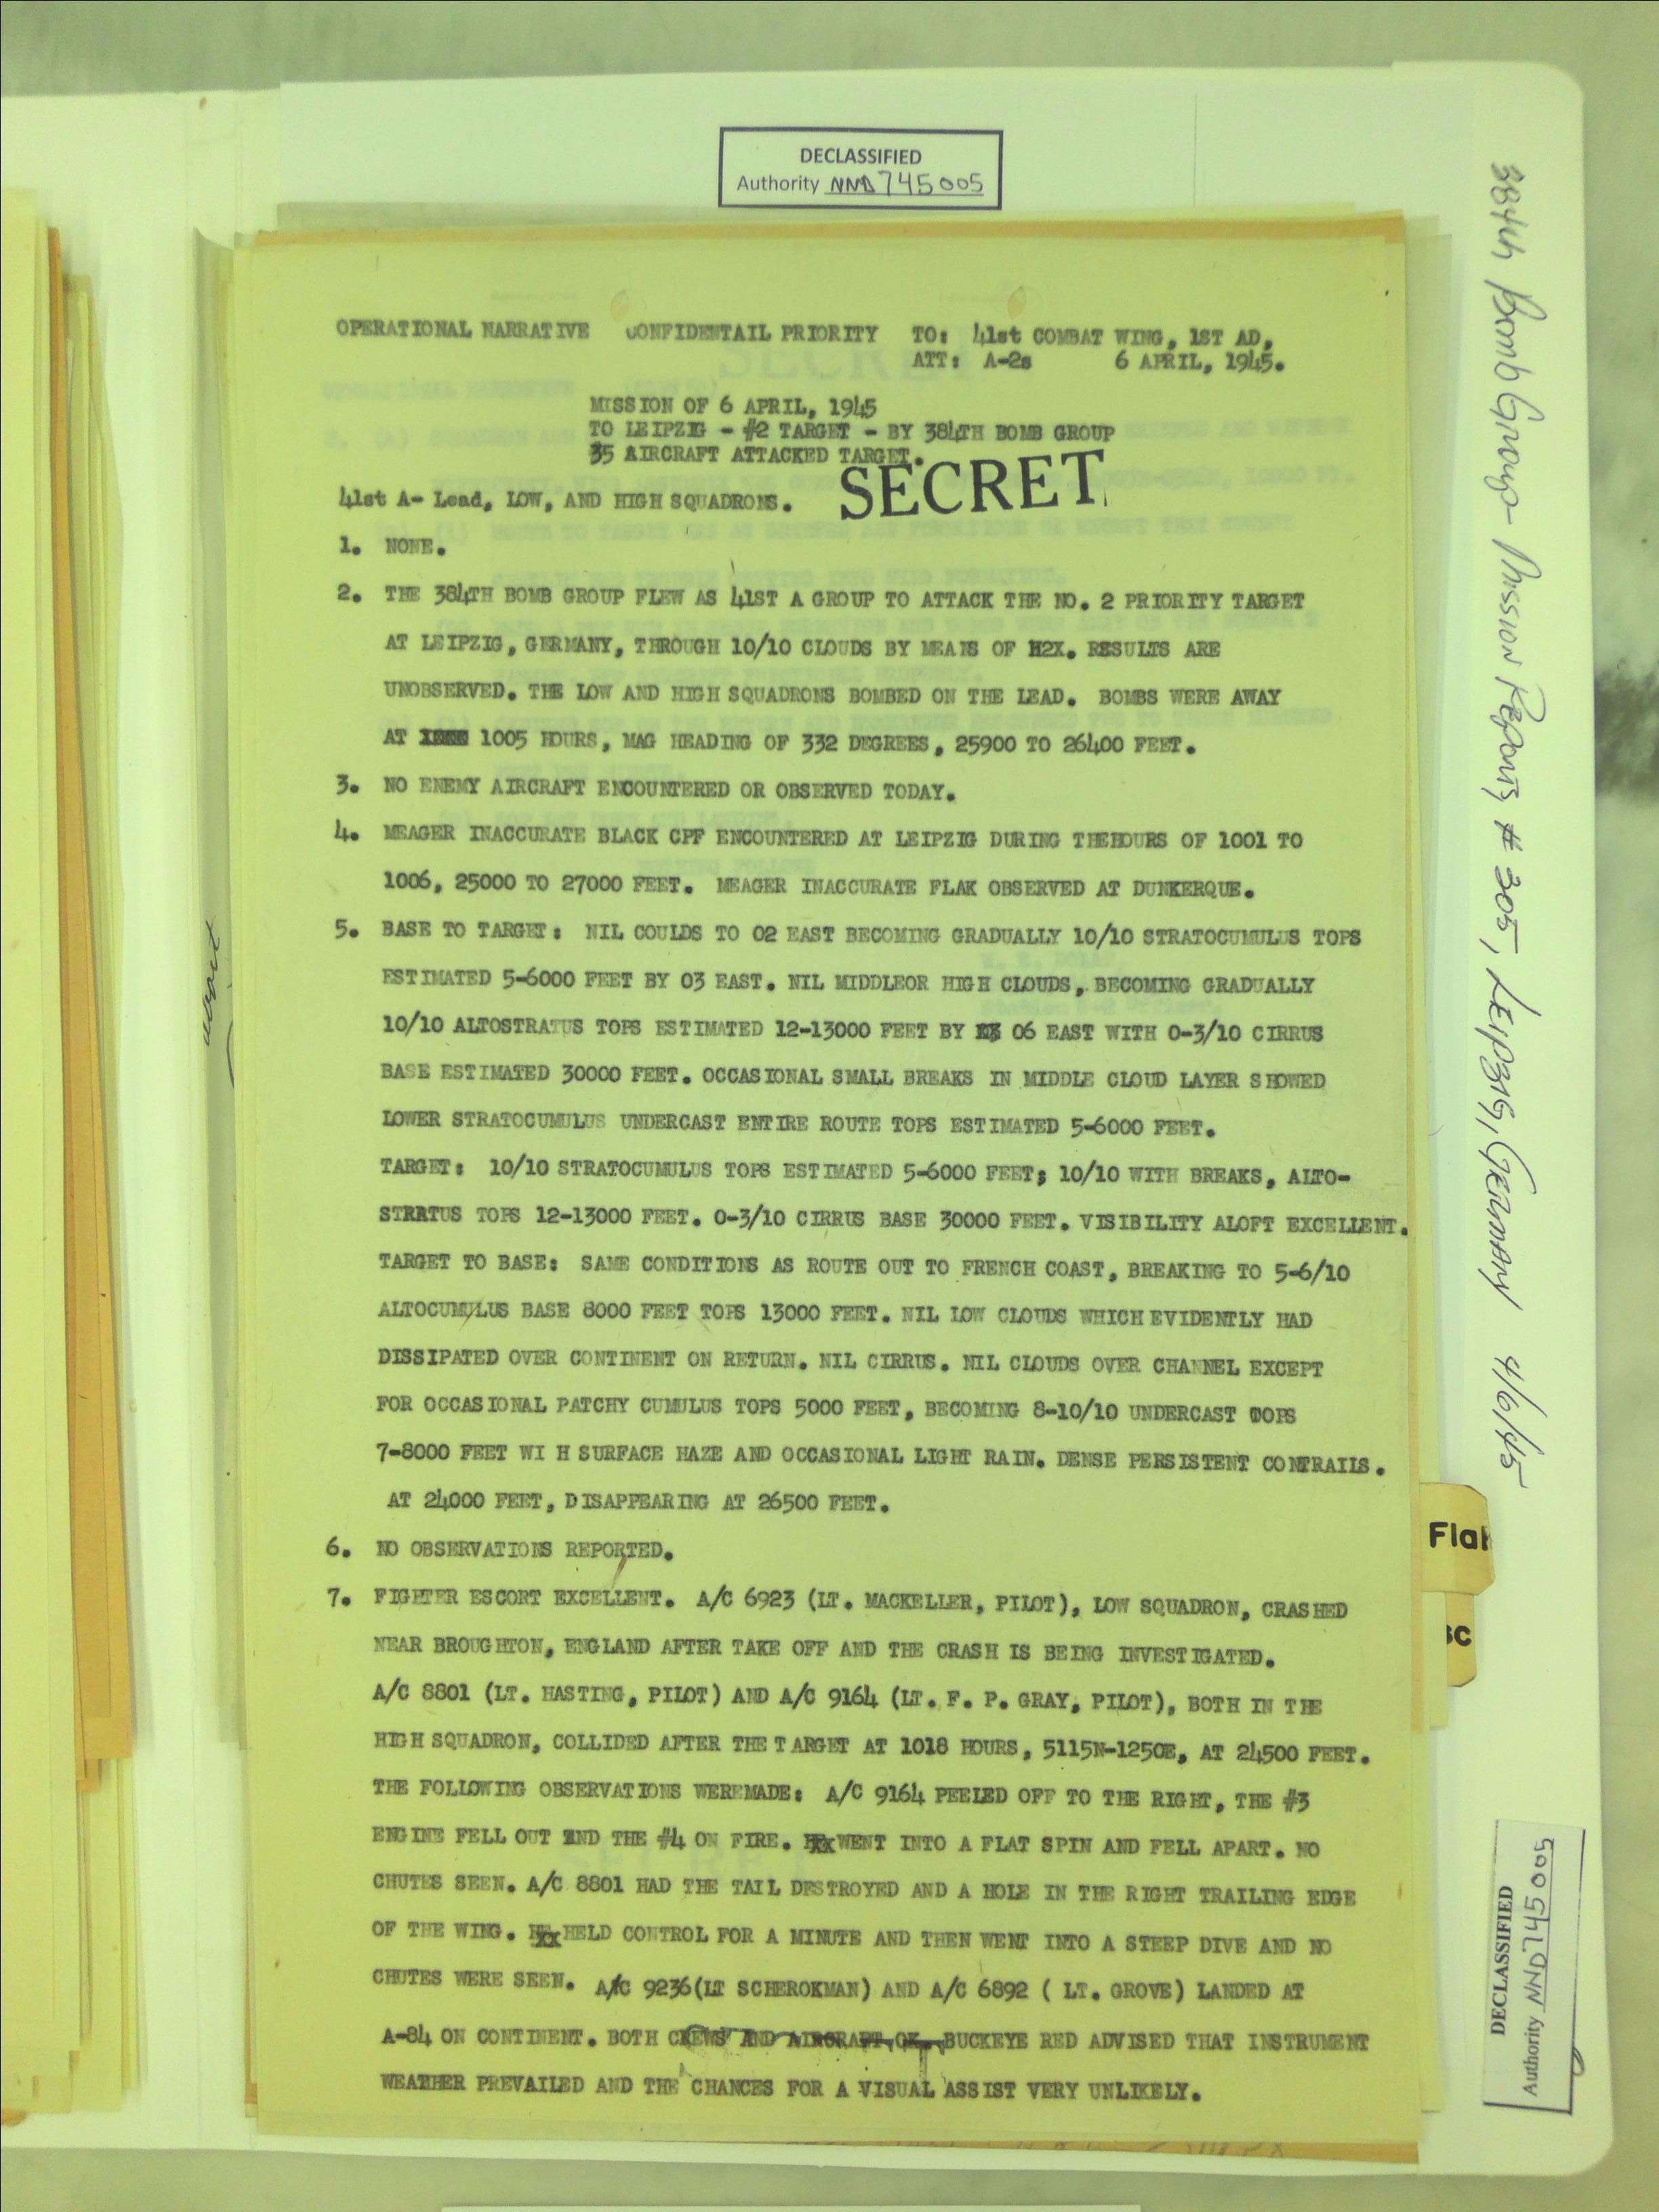 DECLASSIFIED
Authority NND 745005
OPERATIONAL NARRATIVE CONFIDENTAIL PRIORITY TO: 41st COMBAT WING, 1ST AD,
ATT: A-2s 6 APRIL, 1945.
MISSION OF 6 APRIL, 1945
TO LEIPZIG - #2 TARGET - BY 384TH BOMB GROUP
35 AIRCRAFT ATTACKED TARGET.
SECRET
41st A- Lead, LOW, AND HIGH SQUADRONS.
1. NONE.
2. THE 384TH BOMB GROUP FLEW AS 41ST A GROUP TO ATTACK THE NO. 2 PRIORITY TARGET
AT LEIPZIG, GERMANY, THROUGH 10/10 CLOUDS BY MEANS OF H2X. RESULTS ARE
UNOBSERVED. THE LOW AND HIGH SQUADRONS BOMBED ON THE LEAD. BOMBS WERE AWAY
AT 1005 HOURS, MAG HEADING OF 332 DEGREES, 25900 TO 26400 FEET.
3. NO ENEMY AIRCRAFT ENCOUNTERED OR OBSERVED TODAY.
4. MEAGER INACCURATE BLACK CPF ENCOUNTERED AT LEIPZIG DURING THEHOURS OF 1001 TO
1006, 25000 TO 27000 FEET. MEAGER INACCURATE FLAK OBSERVED AT DUNKERQUE.
5. BASE TO TARGET: NIL COULDS TO 02 EAST BECOMING GRADUALLY 10/10 STRATOCUMULUS TOPS
ESTIMATED 5-6000 FEET BY 03 EAST. NIL MIDDLEOR HIGH CLOUDS, BECOMING GRADUALLY
10/10 ALTOSTRATUS TOPS ESTIMATED 12-13000 FEET BY 06 EAST WITH 0-3/10 CIRRUS
BASE ESTIMATED 30000 FEET. OCCASIONAL SMALL BREAKS IN MIDDLE CLOUD LAYER SHOWED
LOWER STRATOCUMULUS UNDERCAST ENTIRE ROUTE TOPS ESTIMATED 5-6000 FEET.
TARGET: 10/10 STRATOCUMULUS TOPS ESTIMATED 5-6000 FEET; 10/10 WITH BREAKS, ALTO-
STRRTUS TOPS 12-13000 FEET. 0-3/10 CIRRUS BASE 30000 FEET. VISIBILITY ALOFT EXCELLENT.
TARGET TO BASE: SAME CONDITIONS AS ROUTE OUT TO FRENCH COAST, BREAKING TO 5-6/10
ALTOCUMULUS BASE 8000 FEET TOPS 13000 FEET. NIL LOW CLOUDS WHICH EVIDENTLY HAD
DISSIPATED OVER CONTINENT ON RETURN. NIL CIRRUS. NIL CLOUDS OVER CHANNEL EXCEPT
FOR OCCASIONAL PATCHY CUMULUS TOPS 5000 FEET, BECOMING 8-10/10 UNDERCAST TOPS
7-8000 FEET WI H SURFACE HAZE AND OCCASIONAL LIGHT RAIN. DENSE PERSISTENT CONTRAILS.
AT 24000 FEET, DISAPPEARING AT 26500 FEET.
6. NO OBSERVATIONS REPORTED.
7. FIGHTER ESCORT EXCELLENT. A/C 6923 (LT. MACKELLER, PILOT), LOW SQUADRON, CRASHED
NEAR BROUGHTON, ENGLAND AFTER TAKE OFF AND THE CRASH IS BEING INVESTIGATED.
A/C 8801 (LT. HASTING, PILOT) AND A/C 9164 (LT. F. P. GRAY, PILOT), BOTH IN THE
HIGH SQUADRON, COLLIDED AFTER THE TARGET AT 1018 HOURS, 5115N-1250E, AT 24500 FEET.
THE FOLLOWING OBSERVATIONS WEREMADE: A/C 9164 PEELED OFF TO THE RIGHT, THE #3
ENGINE FELL OUT AND THE #4 ON FIRE. WENT INTO A FLAT SPIN AND FELL APART. NO
CHUTES SEEN. A/C 8801 HAD THE TAIL DESTROYED AND A HOLE IN THE RIGHT TRAILING EDGE
OF THE WING. HELD CONTROL FOR A MINUTE AND THEN WENT INTO A STEEP DIVE AND NO
CHUTES WERE SEEN. A/C 9236(LT SCHEROKMAN) AND A/C 6892 ( LT. GROVE) LANDED AT
A-84 ON CONTINENT. BOTH CREWS AND AIRCRAFT OK. BUCKEYE RED ADVISED THAT INSTRUMENT
WEATHER PREVAILED AND THE CHANCES FOR A VISUAL ASSIST VERY UNLIKELY.
384th Bomb Group - Mission Reports # 305, Leipzig, Germany 4/6/45
Flak
sc
DECLASSIFIED
Authority NND 745005